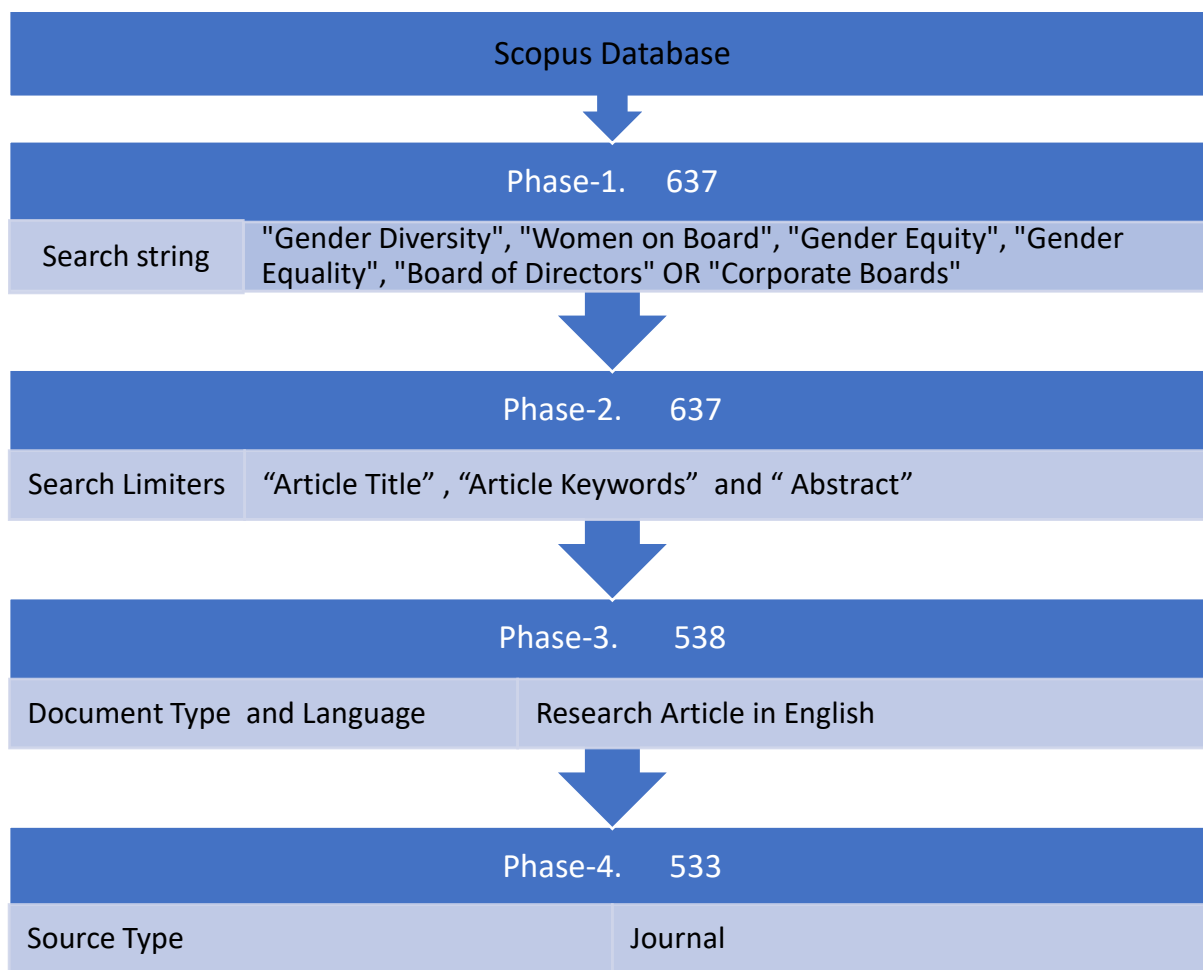 Scopus Database
Phase-1. 637
Search string
"Gender Diversity", "Women on Board", "Gender Equity", "Gender
Equality", "Board of Directors" OR "Corporate Boards"
Phase-2. 637
Search Limiters
“Article Title” , “Article Keywords” and “ Abstract”
Phase-3. 538
Document Type and Language
Research Article in English
Phase-4. 533
Source Type
Journal